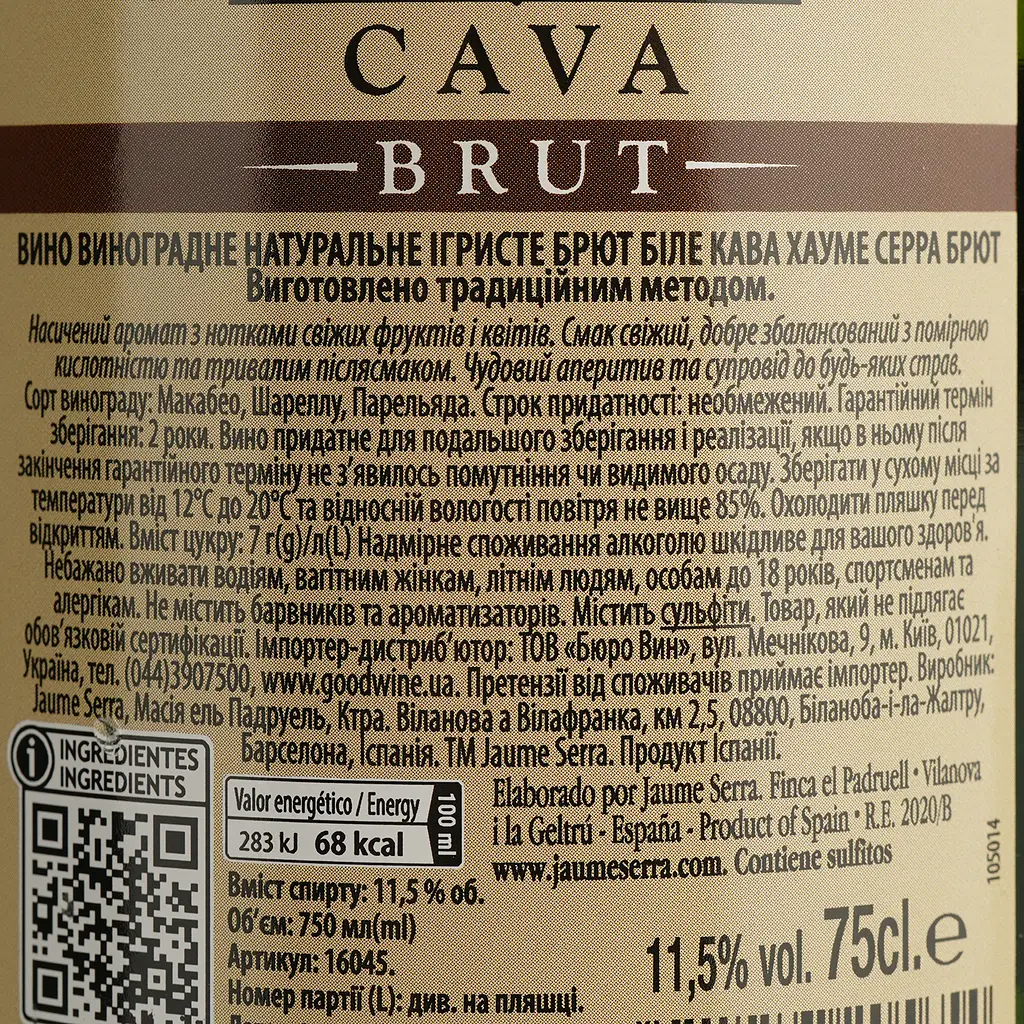 CAVA
BRUT
ВИНО ВИНОГРАДНЕ НАТУРАЛЬНЕ ІГРИСТЕ БРЮТ БІЛЕ КАВА ХАУМЕ СЕРРА БРЮТ
Виготовлено традиційним методом.
Насичений аромат з нотками свіжих фруктів і квітів. Смак свіжий, добре збалансований з помірною
кислотністю та тривалим післясмаком. Чудовий аперитив та супровід до будь-яких страв.
Сорт винограду: Макабео, Шареллу, Парельяда. Строк придатності: необмежений. Гарантійний термін
зберігання: 2 роки. Вино придатне для подальшого зберігання і реалізації, якщо в ньому після
закінчення гарантійного терміну не з'явилось помутніння чи видимого осаду. Зберігати у сухому місці за
температури від 12°С до 20°С та відносній вологості повітря не вище 85%. Охолодити пляшку перед
відкриттям. Вміст цукру: 7 г(g)/л(L) Надмірне споживання алкоголю шкідливе для вашого здоров'я.
Небажано вживати водіям, вагітним жінкам, літнім людям, особам до 18 років, спортсменам та
алергікам. Не містить барвників та ароматизаторів. Містить сульфіти. Товар, який не підлягає
обов'язковій сертифікації. Імпортер-дистриб'ютор: ТОВ «Бюро Вин», вул. Мечнікова, 9, м. Київ, 01021,
Україна, тел. (044)3907500, www.goodwine.ua. Претензії від споживачів приймає імпортер. Виробник:
Jaume Serra, Масія ель Падруель, Ктра. Віланова а Вілафранка, км 2,5, 08800, Біланоба-і-ла-Жалтру,
Барселона, Іспанія. ТМ Jaume Serra. Продукт Іспанії.
INGREDIENTES
INGREDIENTS
Valor energético / Energy
283 kJ 68 kcal
100 ml
Elaborado por Jaume Serra. Finca el Padruell · Vilanova
i la Geltrú - España - Product of Spain · R.E. 2020/B
www.jaumeserra.com. Contiene sulfitos
105014
Вміст спирту: 11,5 % об.
Об'єм: 750 мл(ml)
Артикул: 16045.
Номер партії (L): див. на пляшці.
11,5% vol. 75cl.e